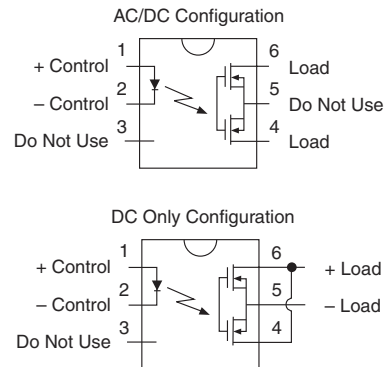 AC/DC Configuration
1
6
+ Control
Load
2
5
– Control
Do Not Use
3
4
Do Not Use
Load
DC Only Configuration
1
6
+ Control
+ Load
2
5
– Control
– Load
3
4
Do Not Use